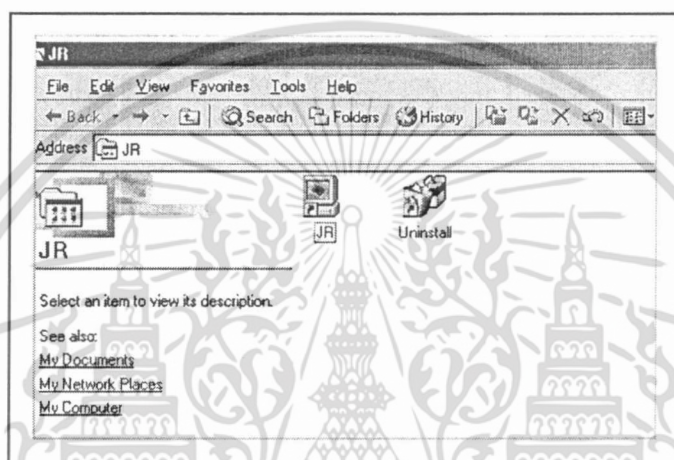 JR
File Edit View Favorites Tools Help
Back Search Folders History
Address JR
JR
Uninstall
JR
Select an item to view its description.
See also:
My Documents
My Network Places
My Computer